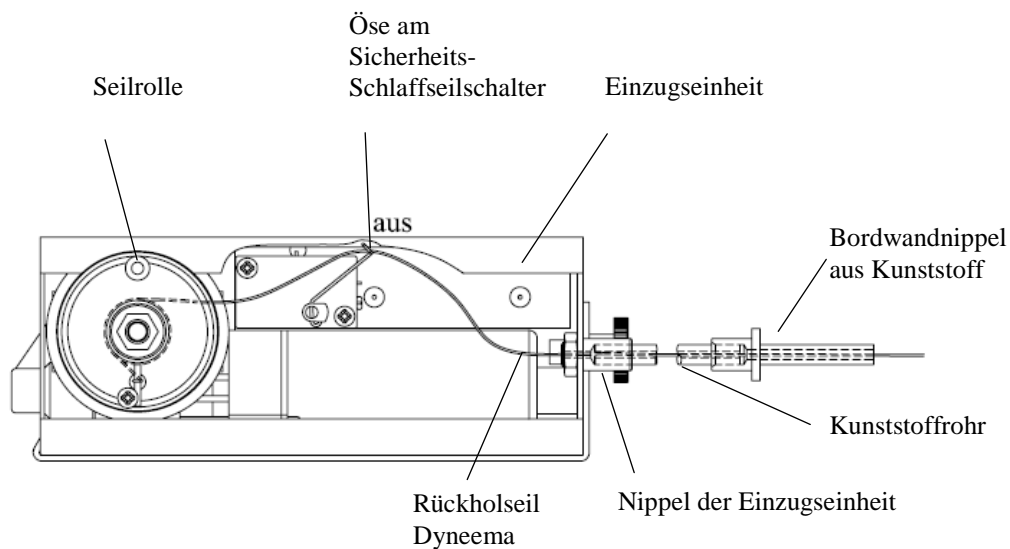 Öse am
Sicherheits-
Schlaffseilschalter
Seilrolle
Einzugseinheit
aus
Bordwandnippel
aus Kunststoff
Kunststoffrohr
Rückholseil
Dyneema
Nippel der Einzugseinheit